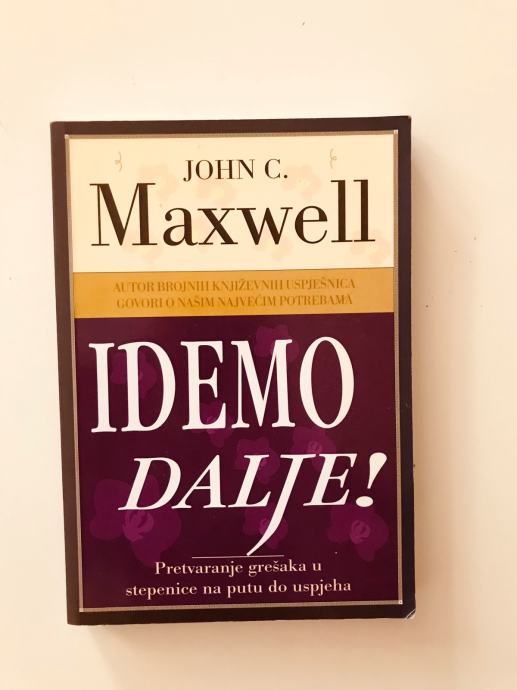 JOHN C.
Maxwell
AUTOR BROJNIH KNJIŽEVNIH USPJEŠNICA
GOVORI O NAŠIM NAJVEĆIM POTREBAMA
IDEMO
DALJE!
Pretvaranje grešaka u
stepenice na putu do uspjeha